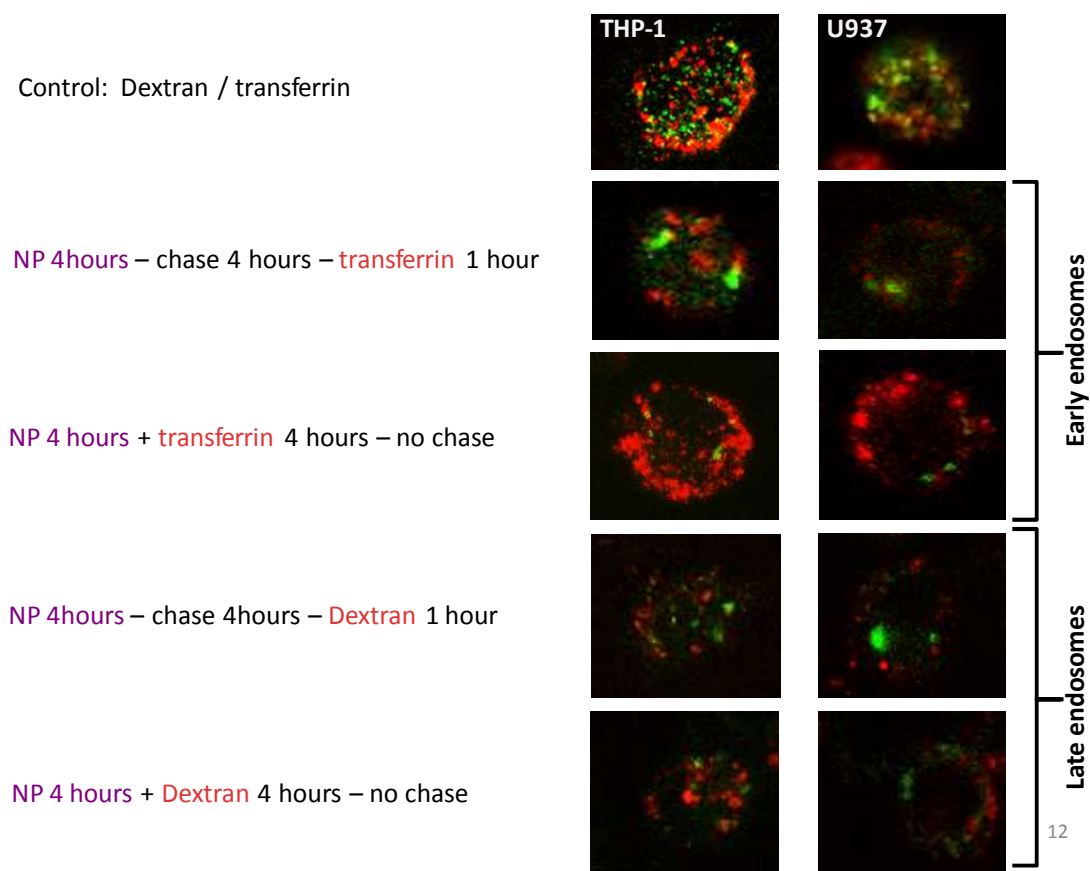 THP-1
U937
Control: Dextran / transferrin
NP 4hours – chase 4 hours – transferrin 1 hour
NP 4 hours + transferrin 4 hours – no chase
Early endosomes
NP 4hours – chase 4hours – Dextran 1 hour
NP 4 hours + Dextran 4 hours – no chase
Late endosomes
12